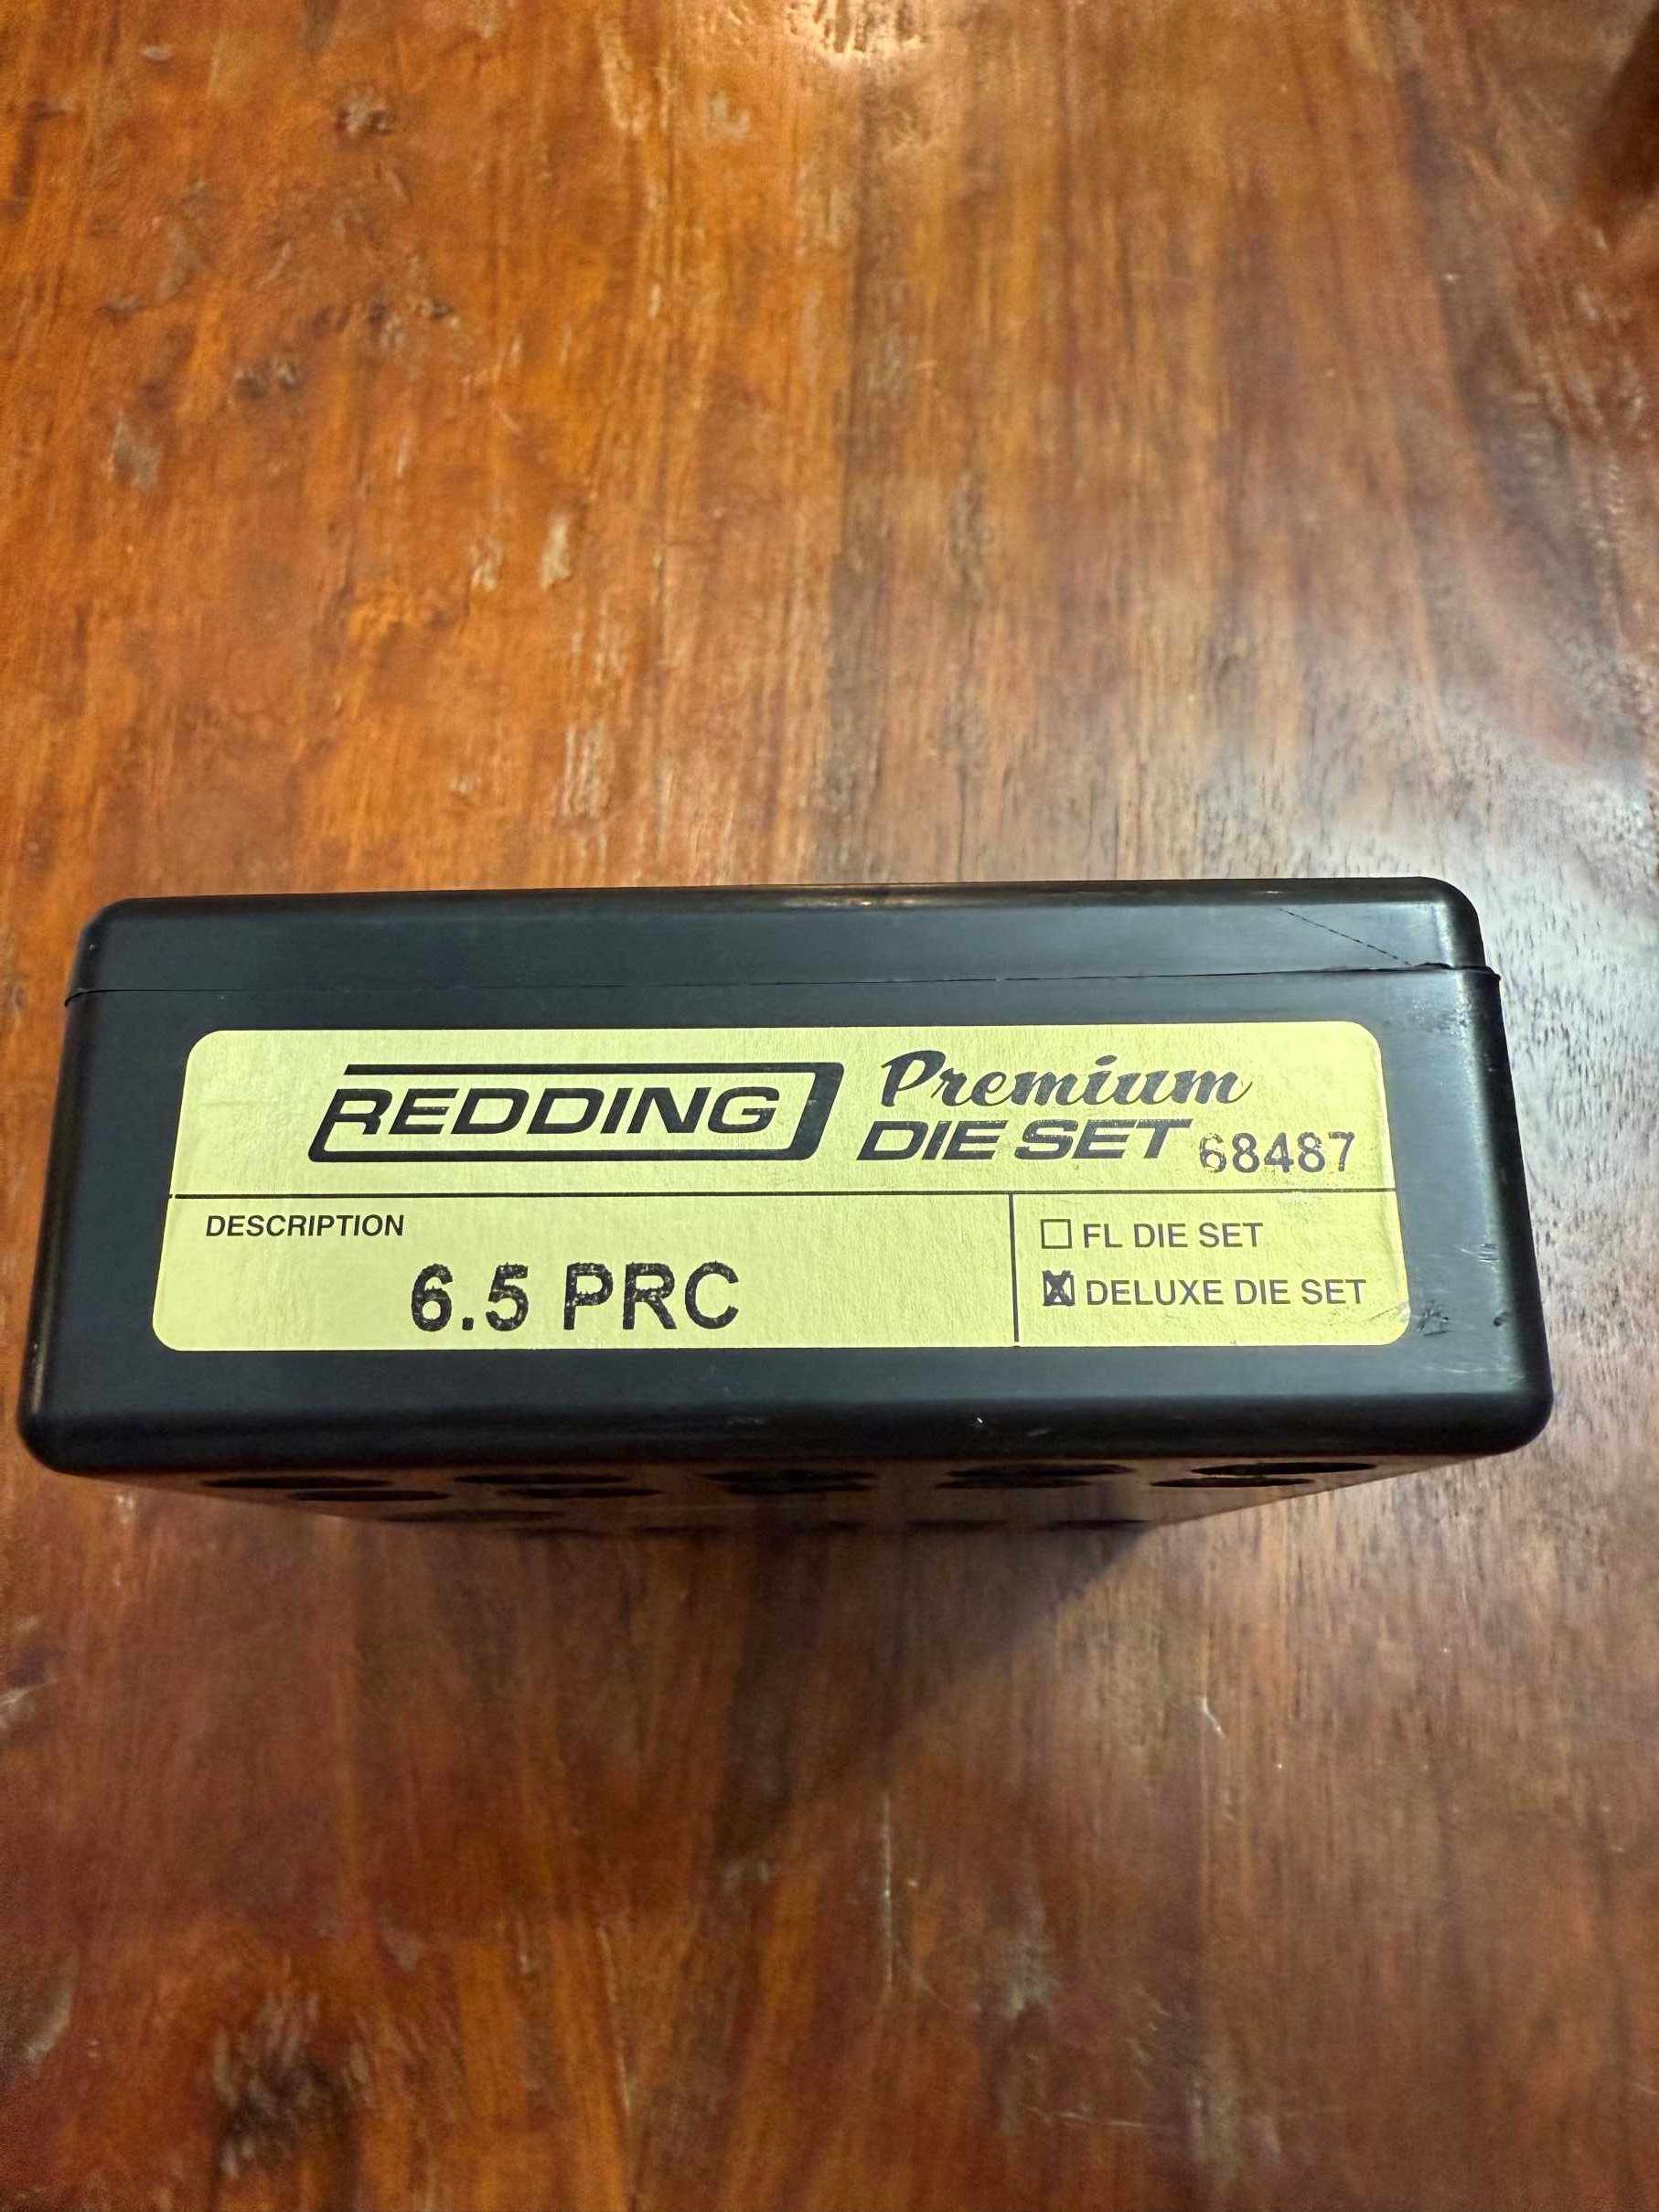 REDDING Premium
DIE SET 68487
DESCRIPTION
6.5 PRC
☐ FL DIE SET
☒ DELUXE DIE SET